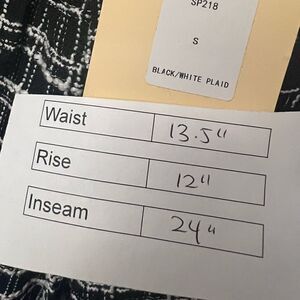 SP218
S
BLACK/WHITE PLAID
Waist 13.5"
Rise 12"
Inseam 24"